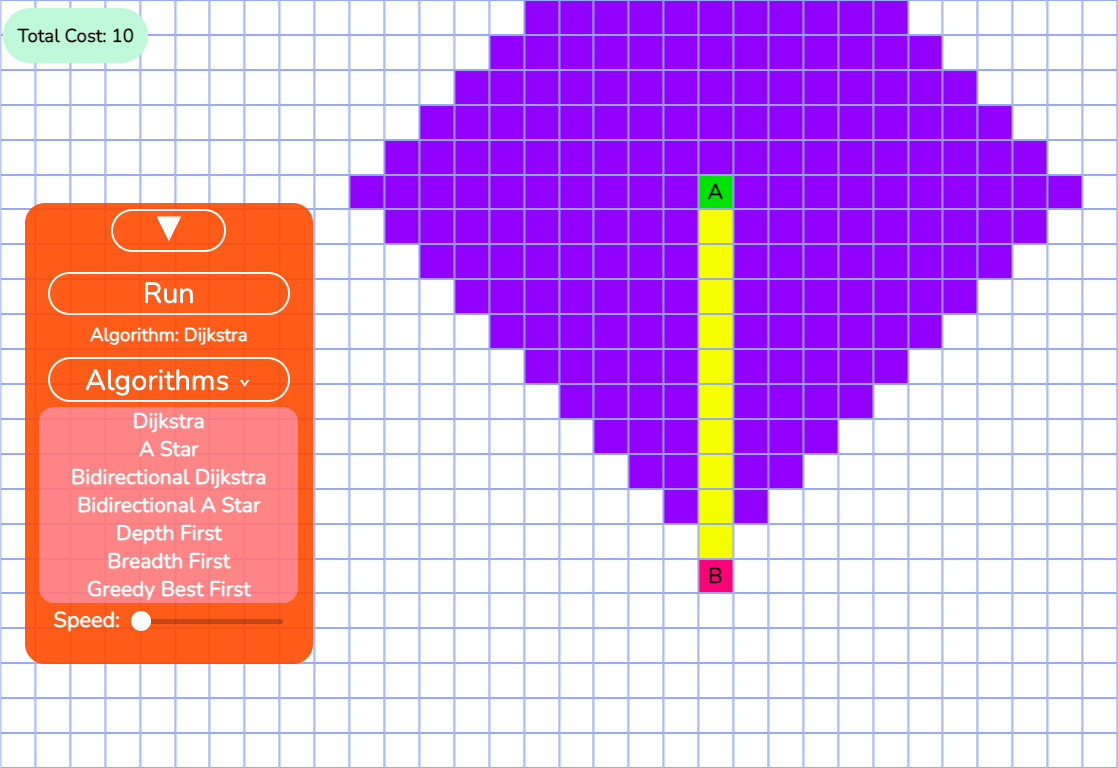 Total Cost: 10
A
Run
Algorithm: Dijkstra
Algorithms v
Dijkstra
A Star
Bidirectional Dijkstra
Bidirectional A Star
Depth First
Breadth First
Greedy Best First
B
Speed: